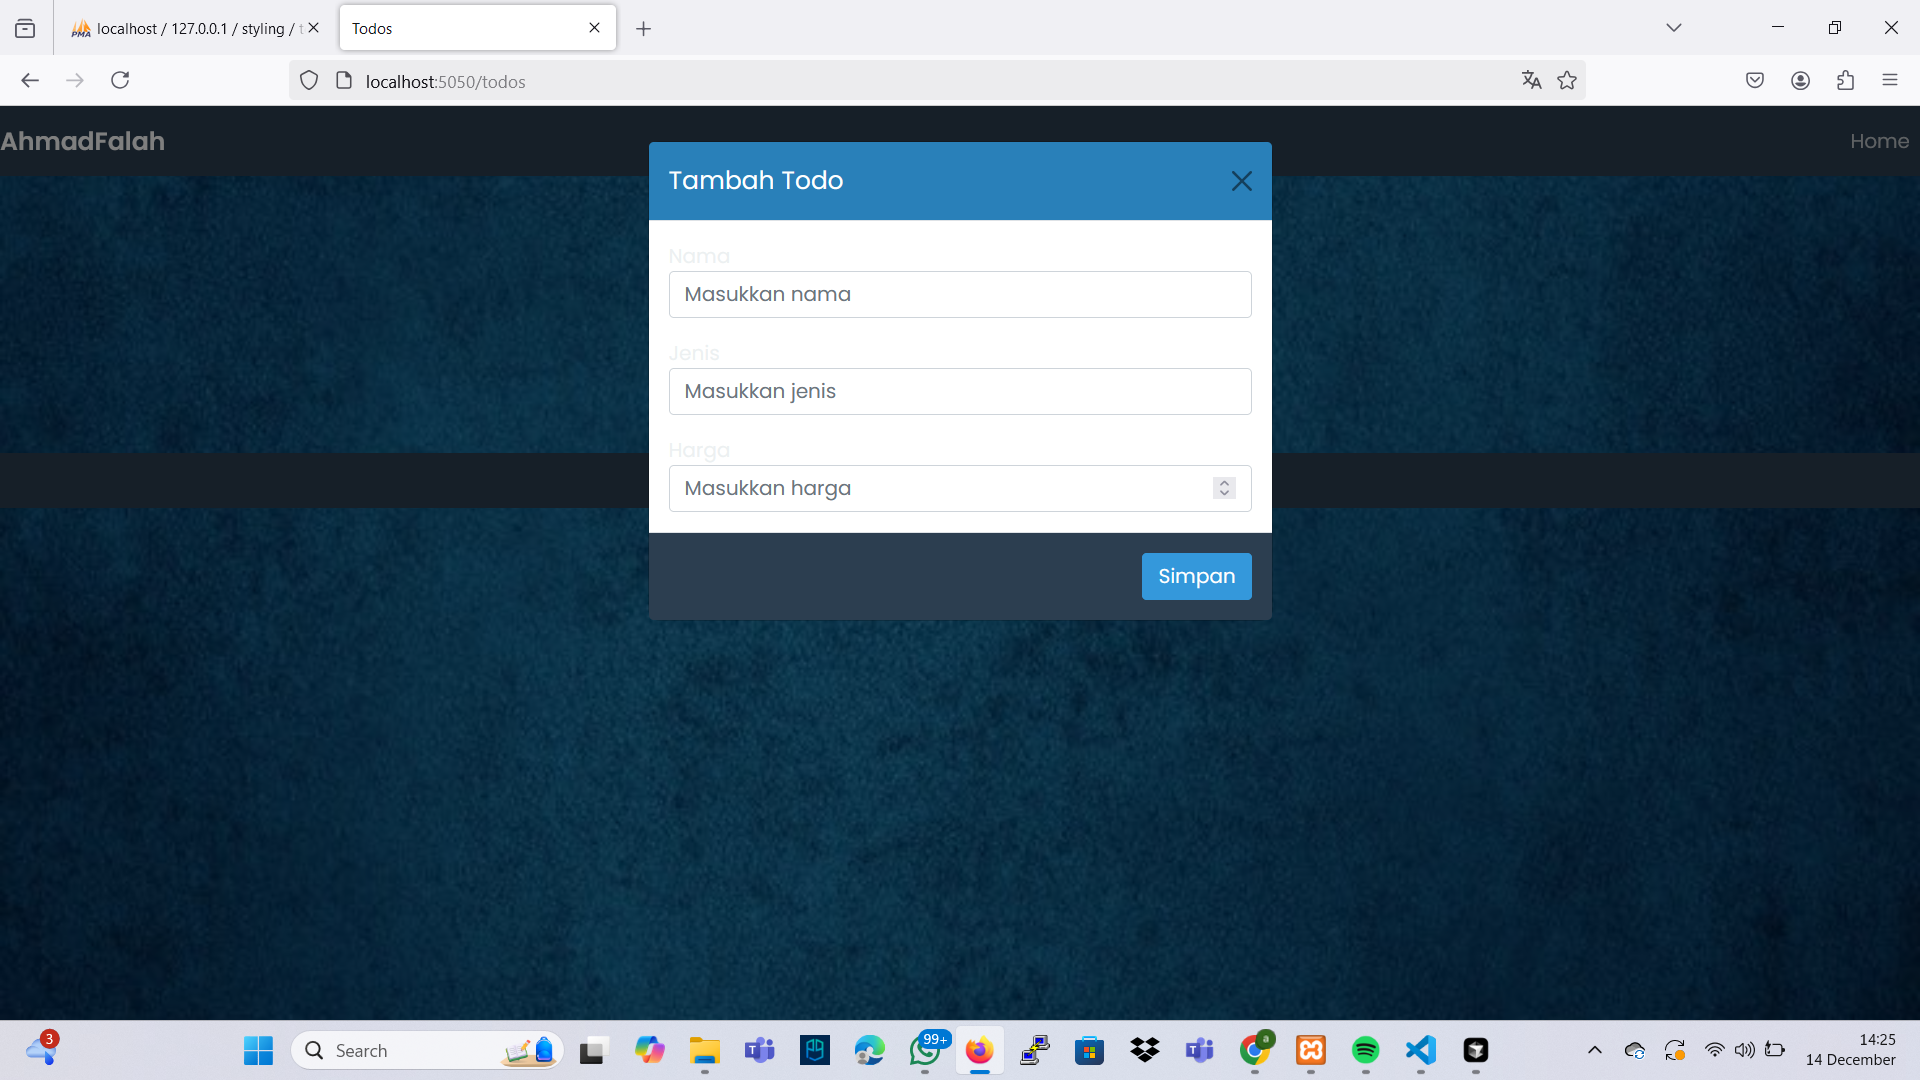 localhost / 127.0.0.1 / styling / t
Todos
localhost:5050/todos
AhmadFalah
Home
Tambah Todo
Nama
Masukkan nama
Jenis
Masukkan jenis
Harga
Masukkan harga
Simpan
3
Search
99+
a
14:25
14 December